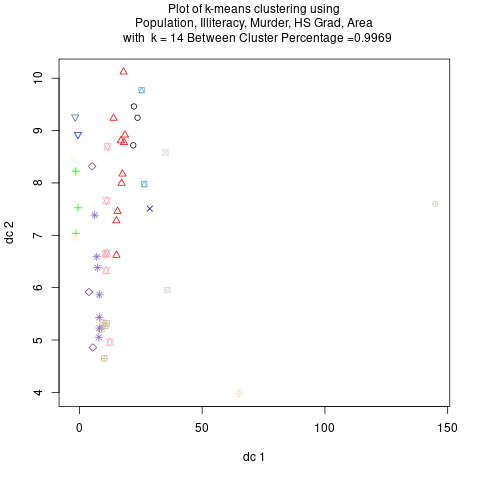 Plot of k-means clustering using
Population, Illiteracy, Murder, HS Grad, Area
with k = 14 Between Cluster Percentage =0.9969
10
9
8
7
6
5
4
dc 2
0 50 100 150
dc 1